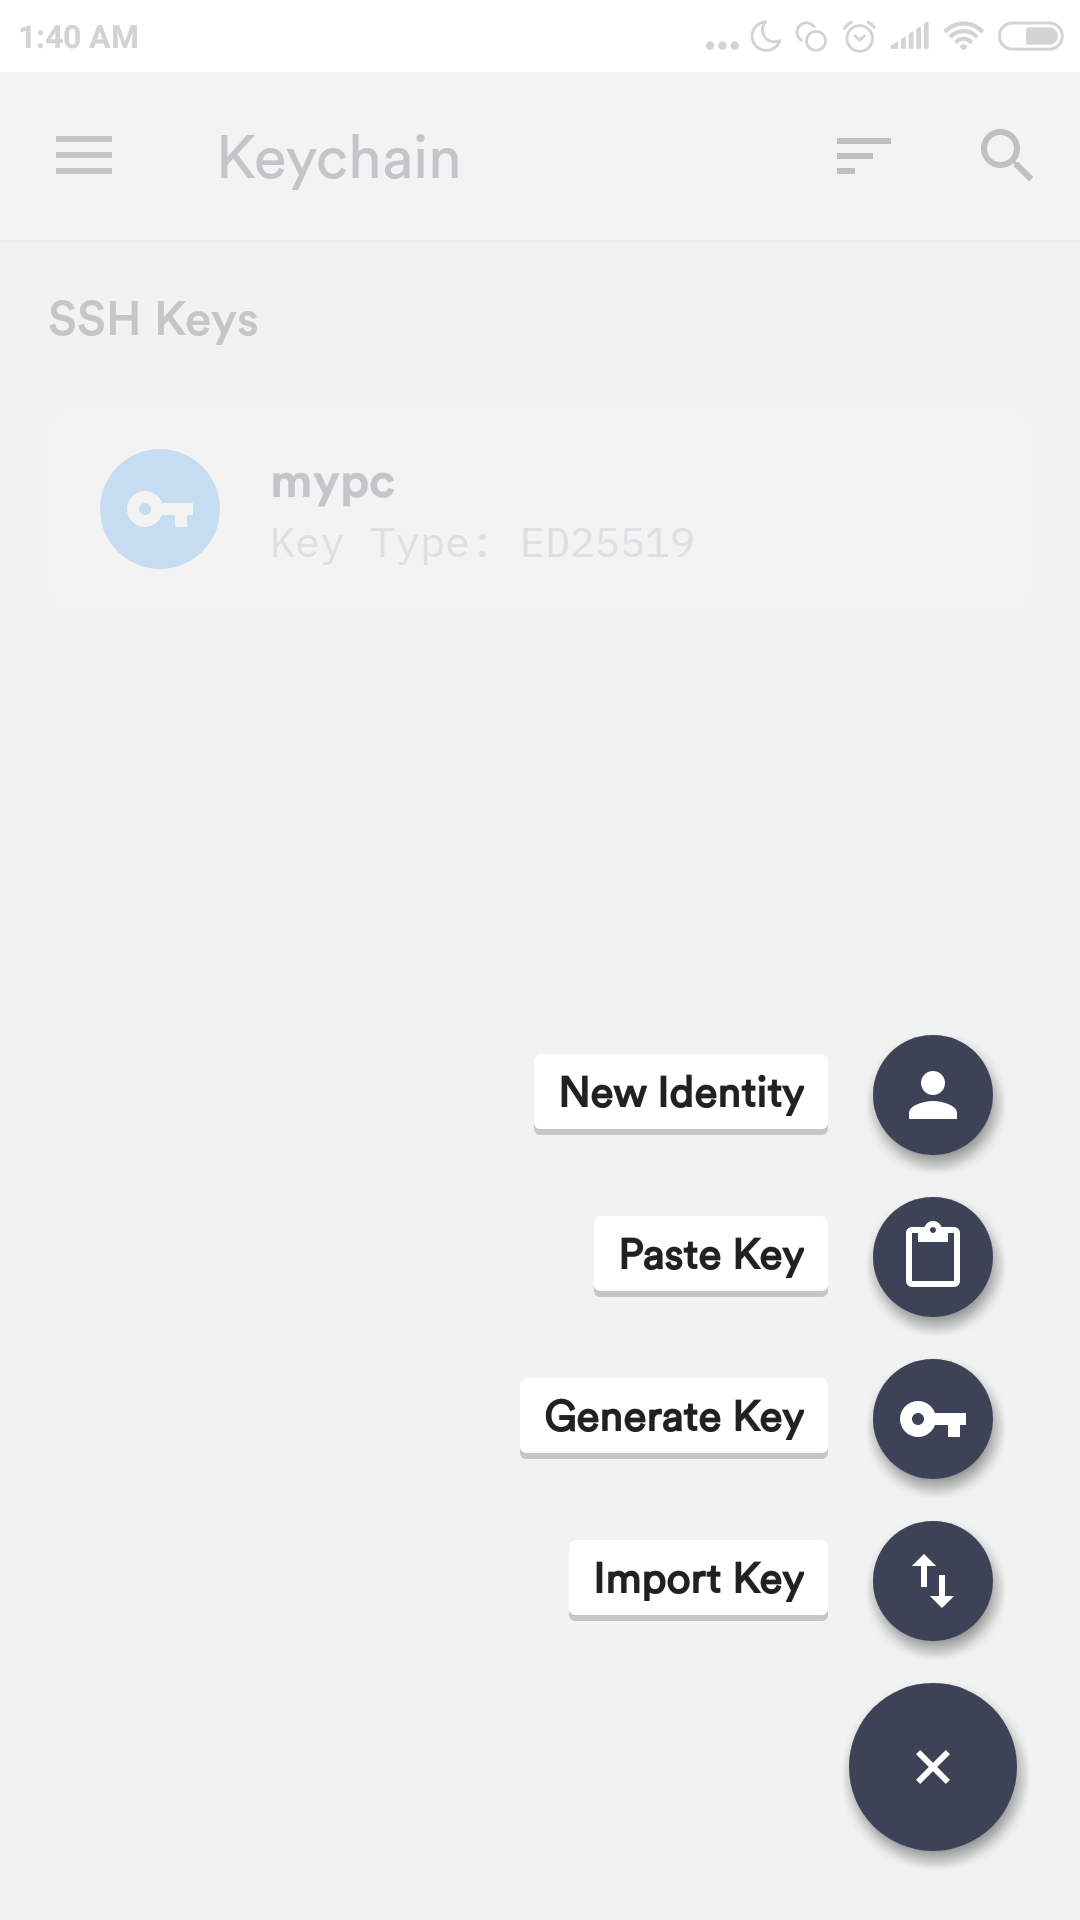 1:40 AM
Keychain
SSH Keys
mypc
Key Type: ED25519
New Identity
Paste Key
Generate Key
Import Key